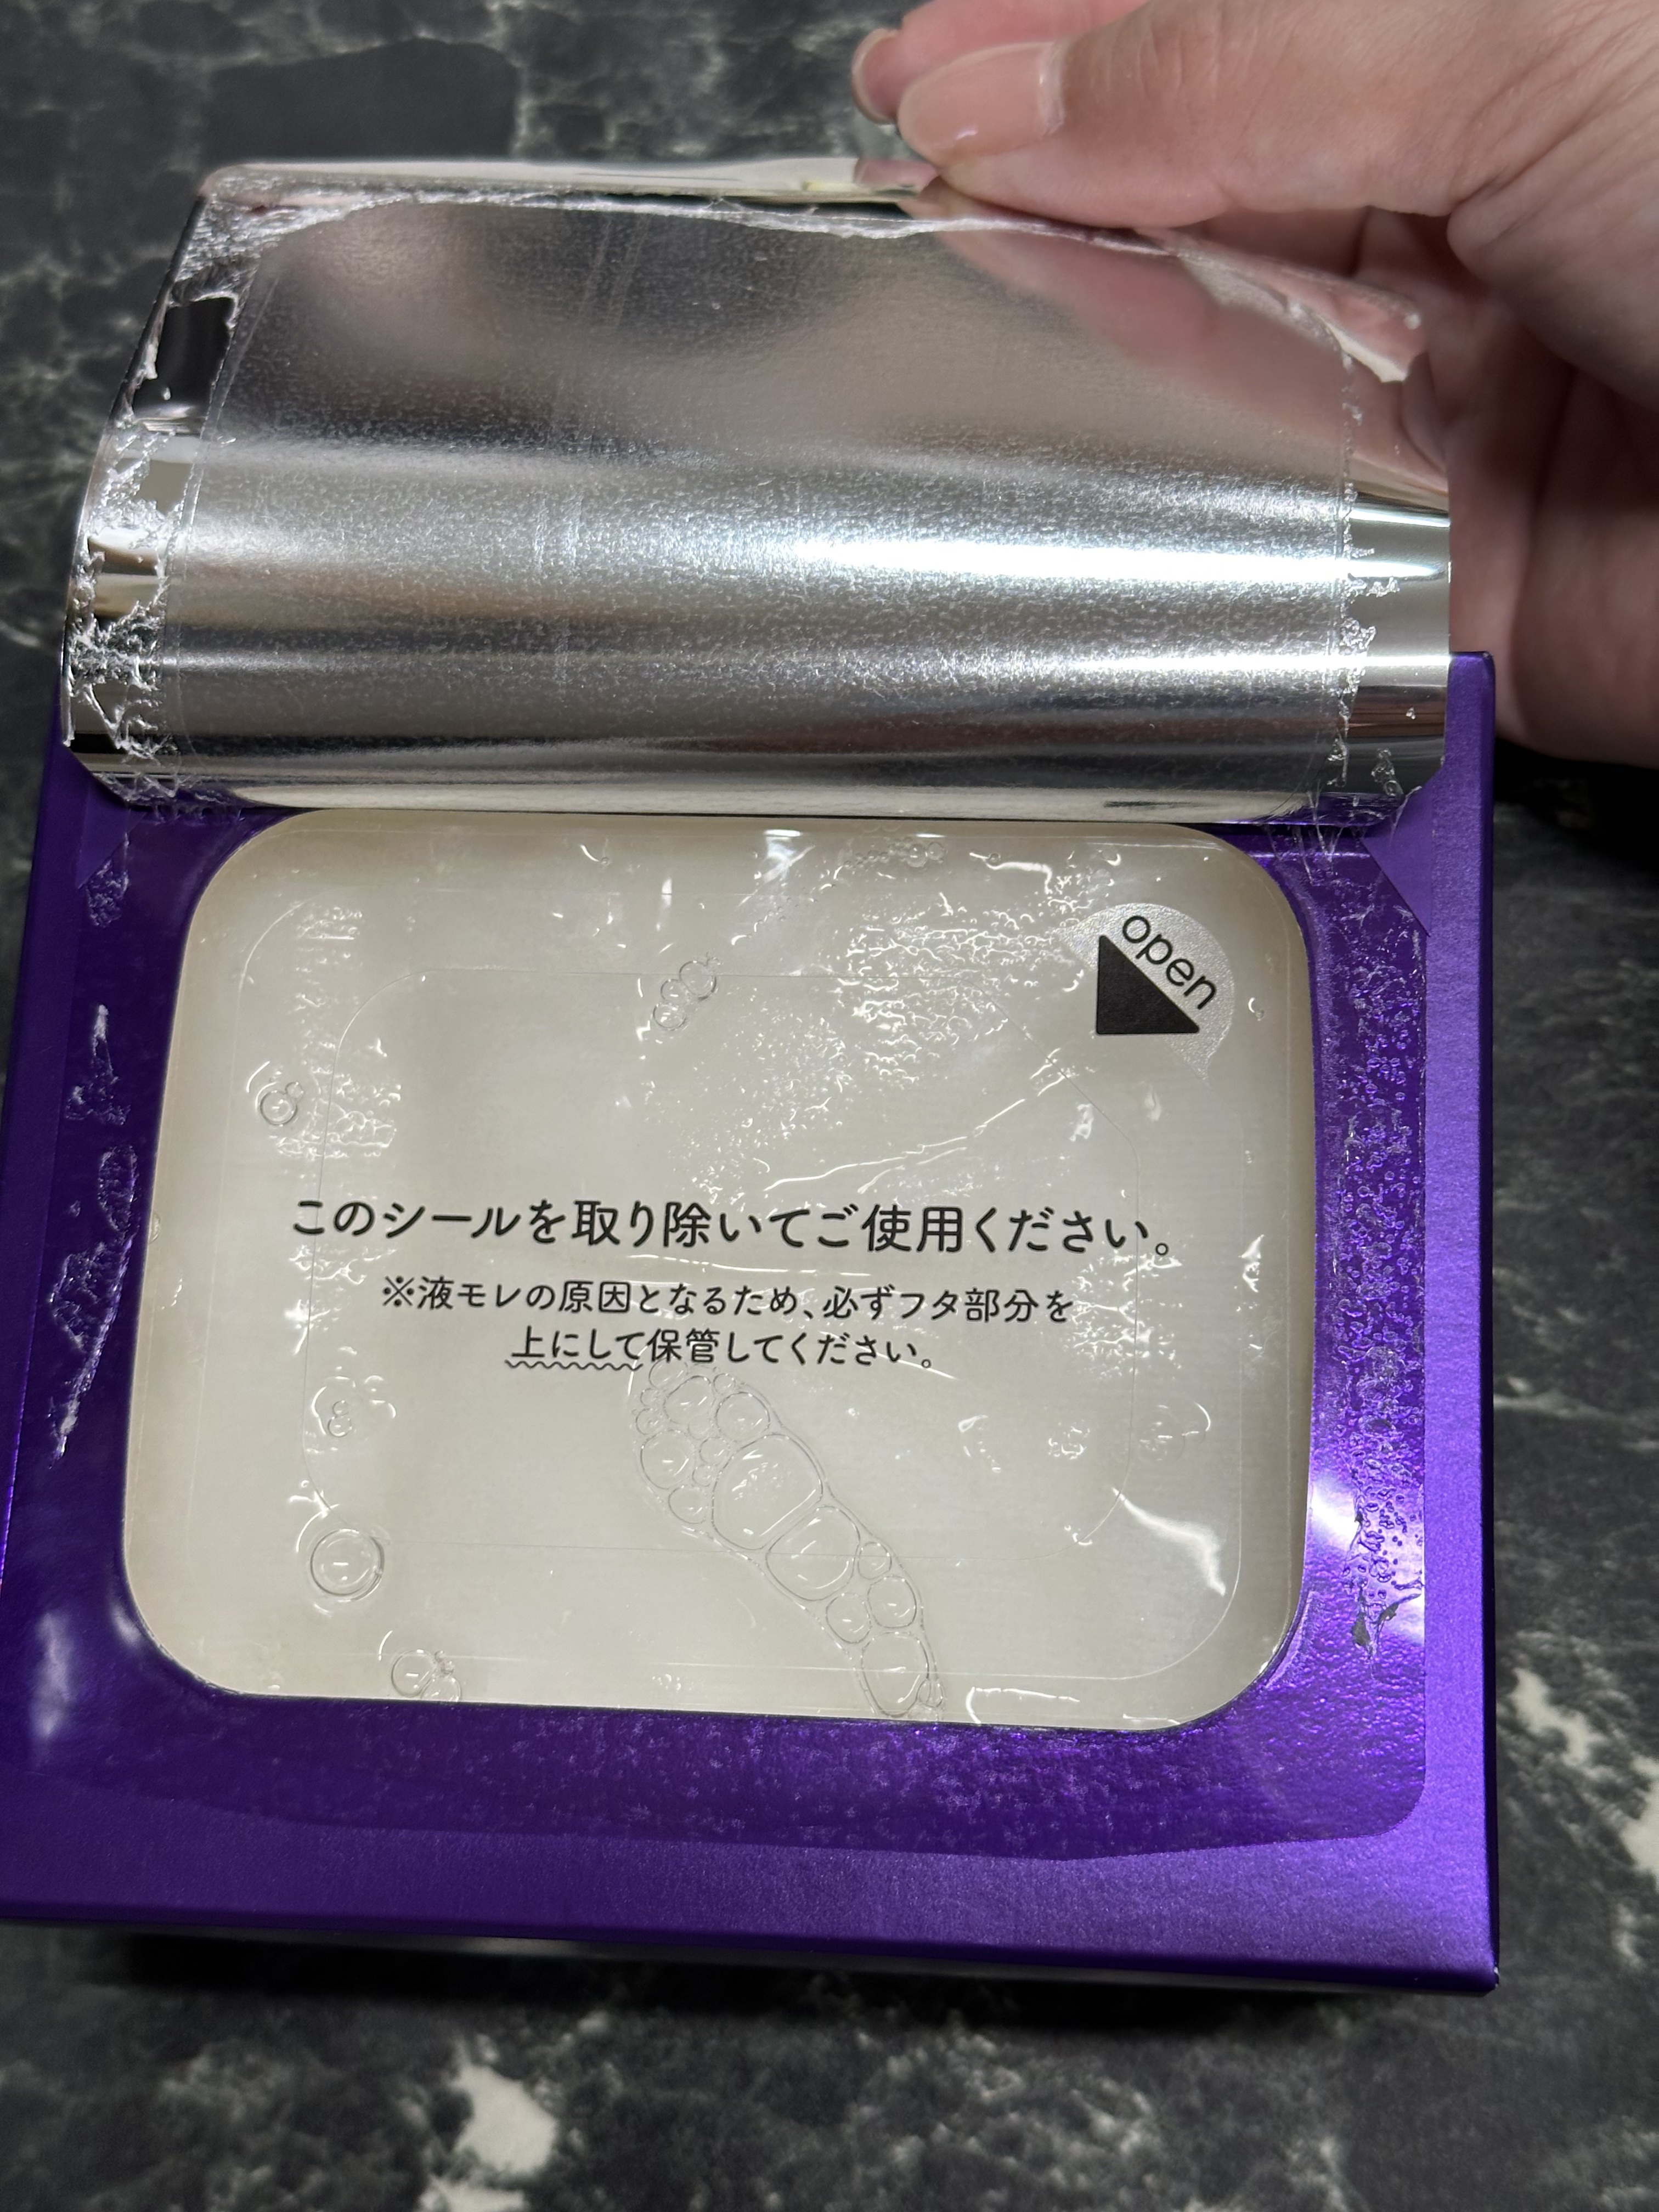 open
このシールを取り除いてご使用ください。
※液モレの原因となるため、必ずフタ部分を
上にして保管してください。